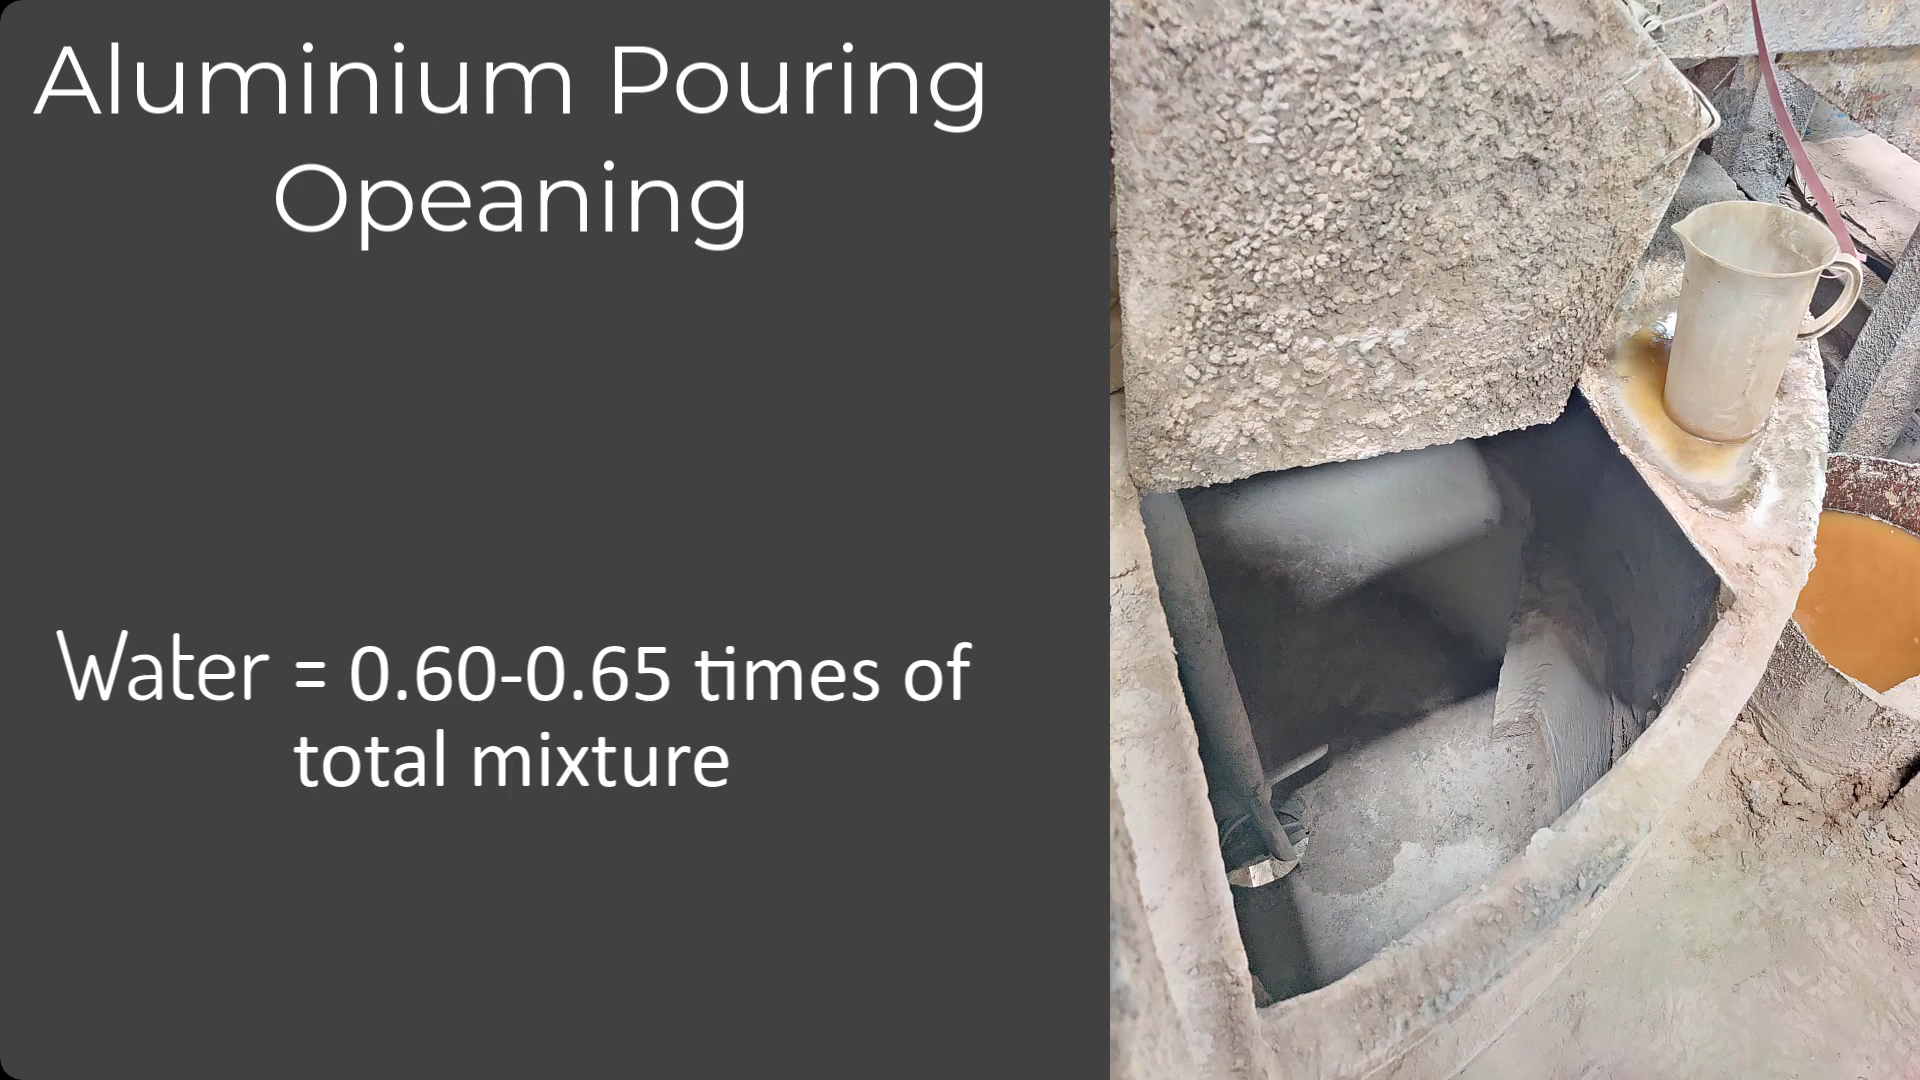 Aluminium Pouring
Opeaning
Water = 0.60-0.65 times of
total mixture